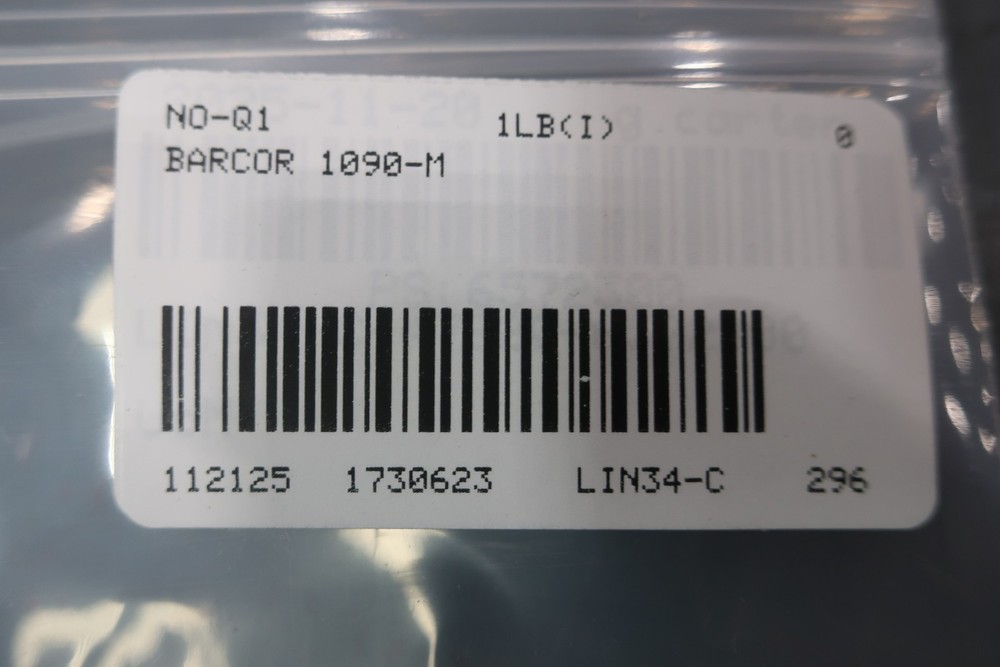 NO-Q1 1LB(I) 0
BARCOR 1090-M
112125 1730623 LIN34-C 296